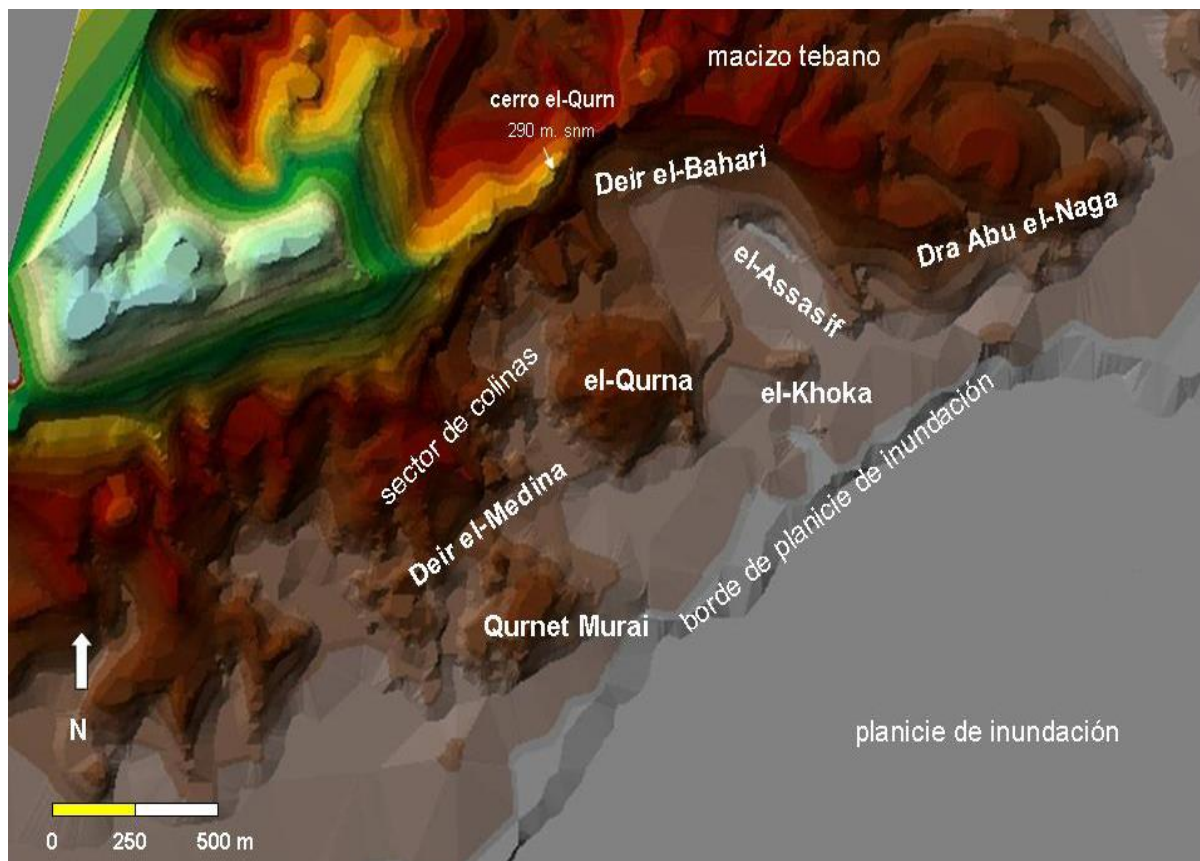 macizo tebano
cerro el-Qurn
290 m. snm
Deir el-Bahari
Dra Abu el-Naga
el-Assasif
sector de colinas
el-Qurna
el-Khoka
borde de planicie de inundación
Deir el-Medina
Qurnet Murai
N
planicie de inundación
0 250 500 m